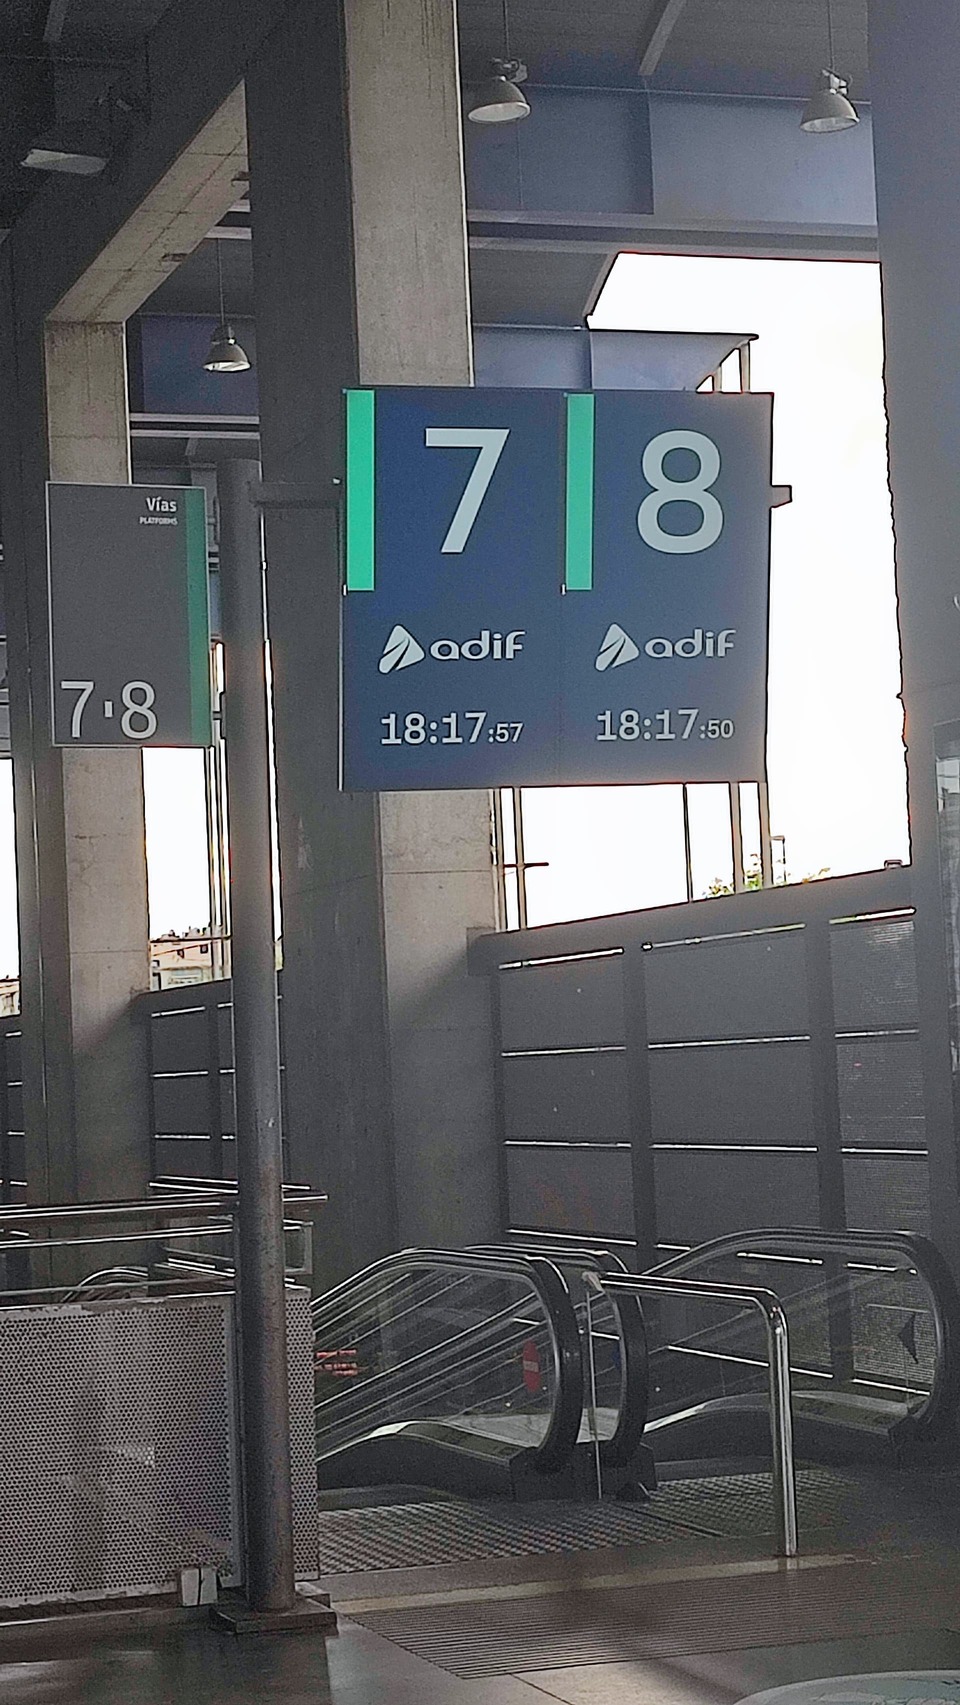 Vías
PLATFORMS
7·8
7 8
adif adif
18:17:57 18:17:50